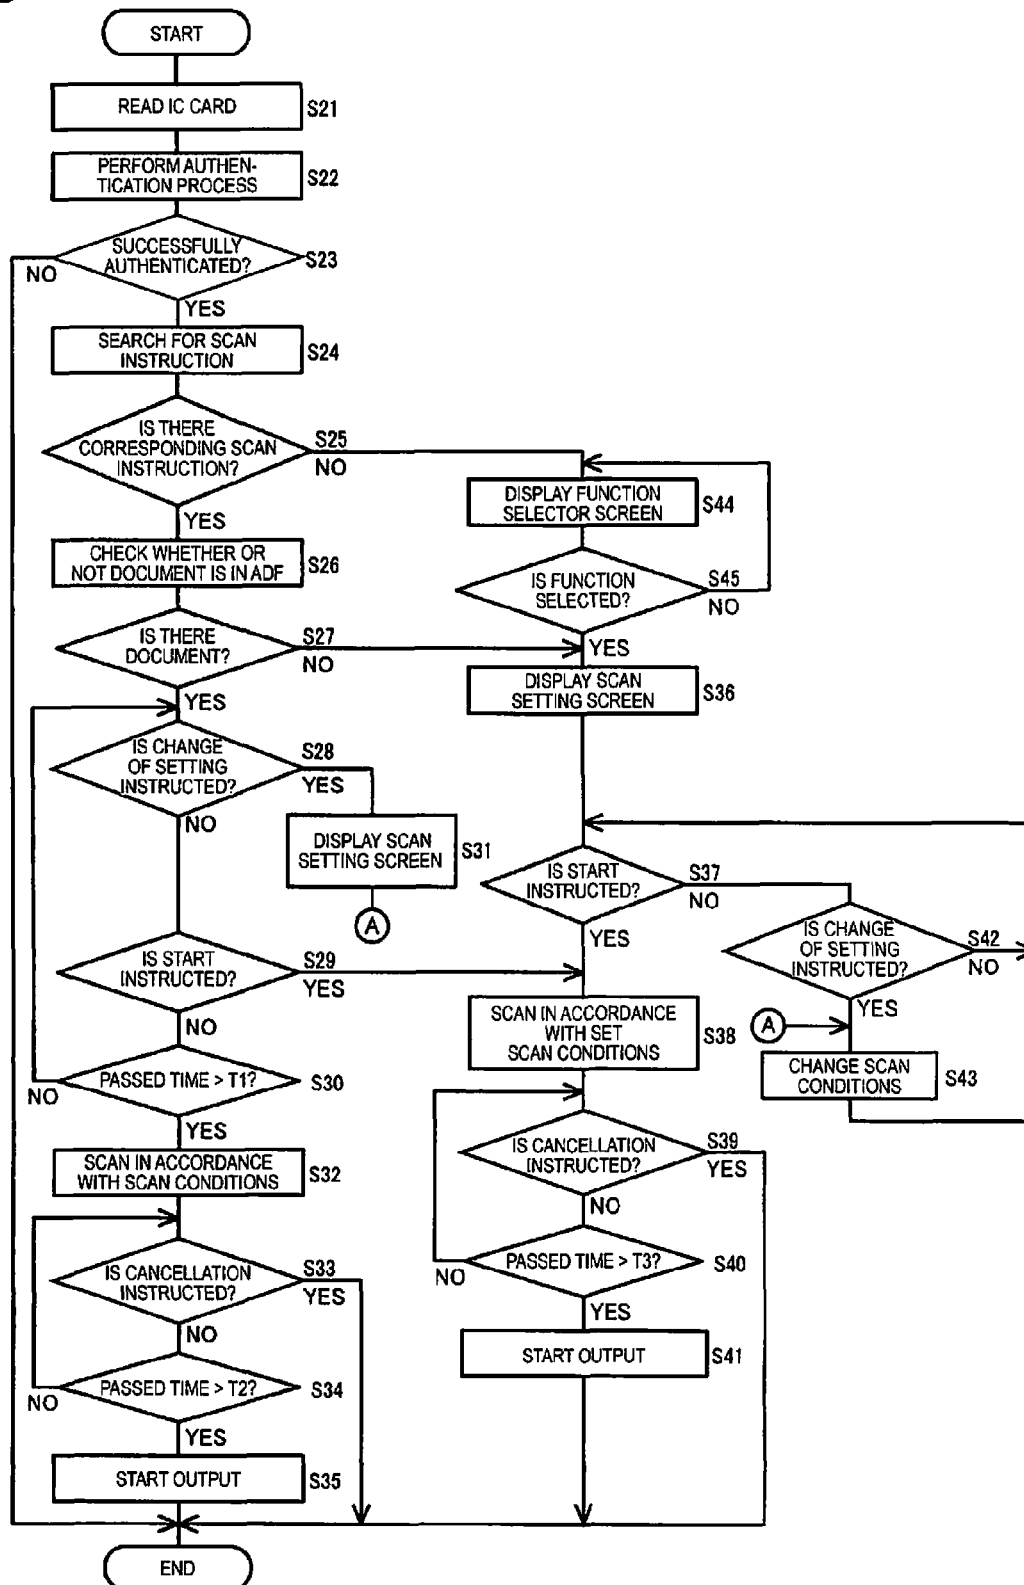 START
READ IC CARD
S21
PERFORM AUTHEN-
TICATION PROCESS
S22
SUCCESSFULLY
AUTHENTICATED?
S23
NO
YES
SEARCH FOR SCAN
INSTRUCTION
S24
IS THERE
CORRESPONDING SCAN
INSTRUCTION?
S25
NO
YES
DISPLAY FUNCTION
SELECTOR SCREEN
S44
CHECK WHETHER OR
NOT DOCUMENT IS IN ADF
S26
IS FUNCTION
SELECTED?
S45
NO
YES
IS THERE
DOCUMENT?
S27
NO
YES
DISPLAY SCAN
SETTING SCREEN
S36
IS CHANGE
OF SETTING
INSTRUCTED?
S28
YES
NO
DISPLAY SCAN
SETTING SCREEN
S31
A
IS START
INSTRUCTED?
S37
NO
YES
IS CHANGE
OF SETTING
INSTRUCTED?
S42
NO
YES
A
CHANGE SCAN
CONDITIONS
S43
IS START
INSTRUCTED?
S29
YES
NO
SCAN IN ACCORDANCE
WITH SET
SCAN CONDITIONS
S38
PASSED TIME > T1?
S30
NO
YES
IS CANCELLATION
INSTRUCTED?
S39
YES
NO
SCAN IN ACCORDANCE
WITH SCAN CONDITIONS
S32
PASSED TIME > T3?
S40
NO
YES
IS CANCELLATION
INSTRUCTED?
S33
YES
NO
START OUTPUT
S41
PASSED TIME > T2?
S34
NO
YES
START OUTPUT
S35
END